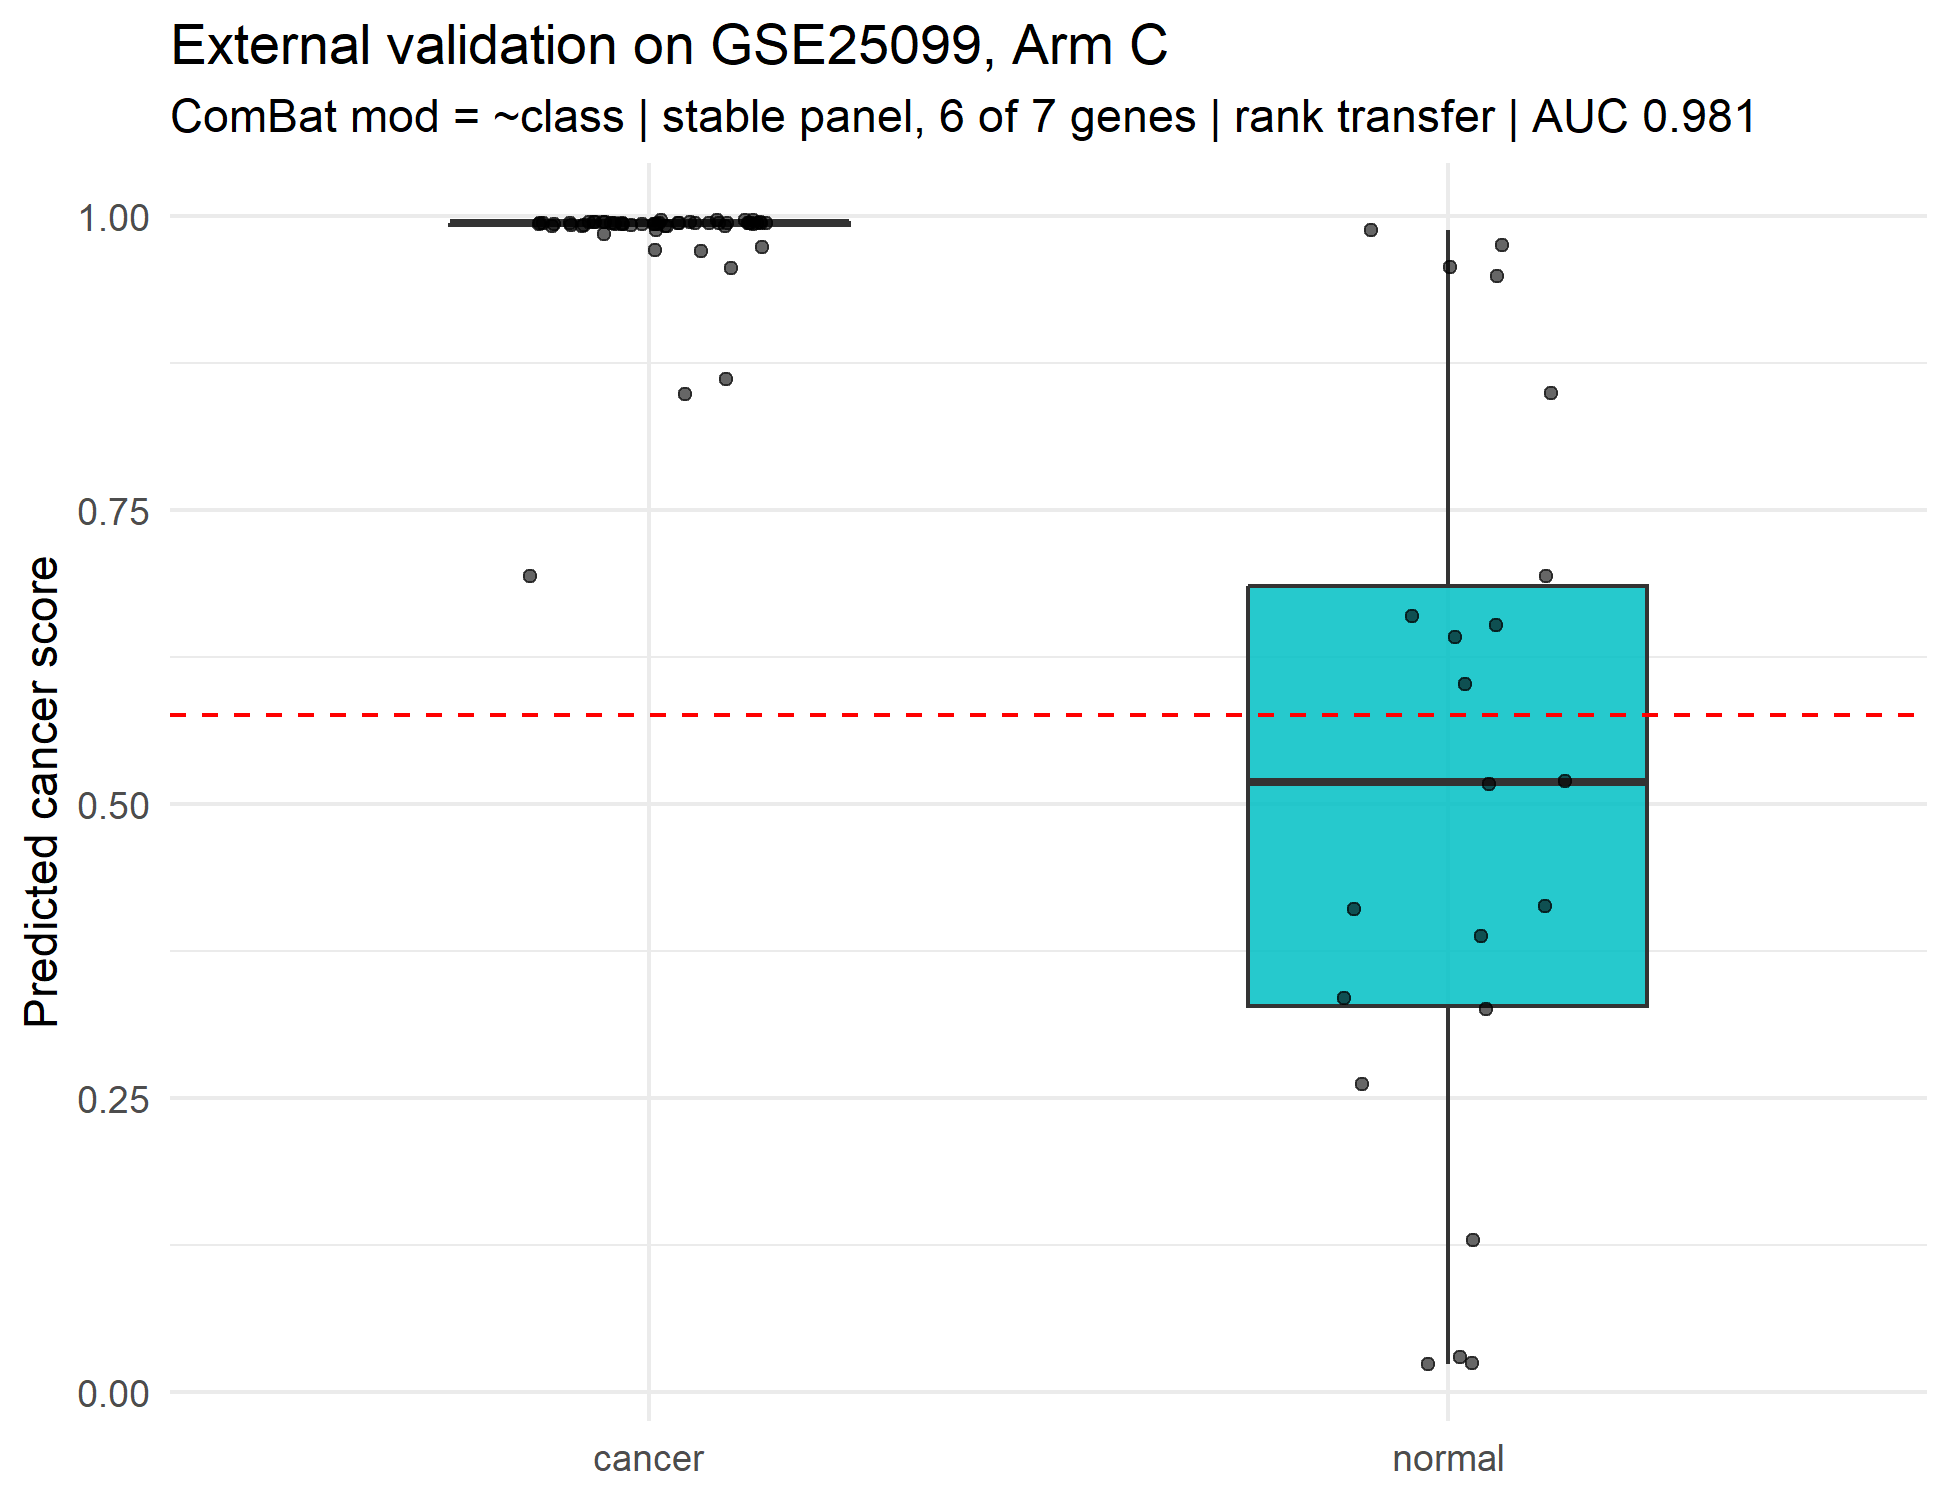 External validation on GSE25099, Arm C
ComBat mod = ~class | stable panel, 6 of 7 genes | rank transfer | AUC 0.981
Predicted cancer score
1.00
0.75
0.50
0.25
0.00
cancer
normal